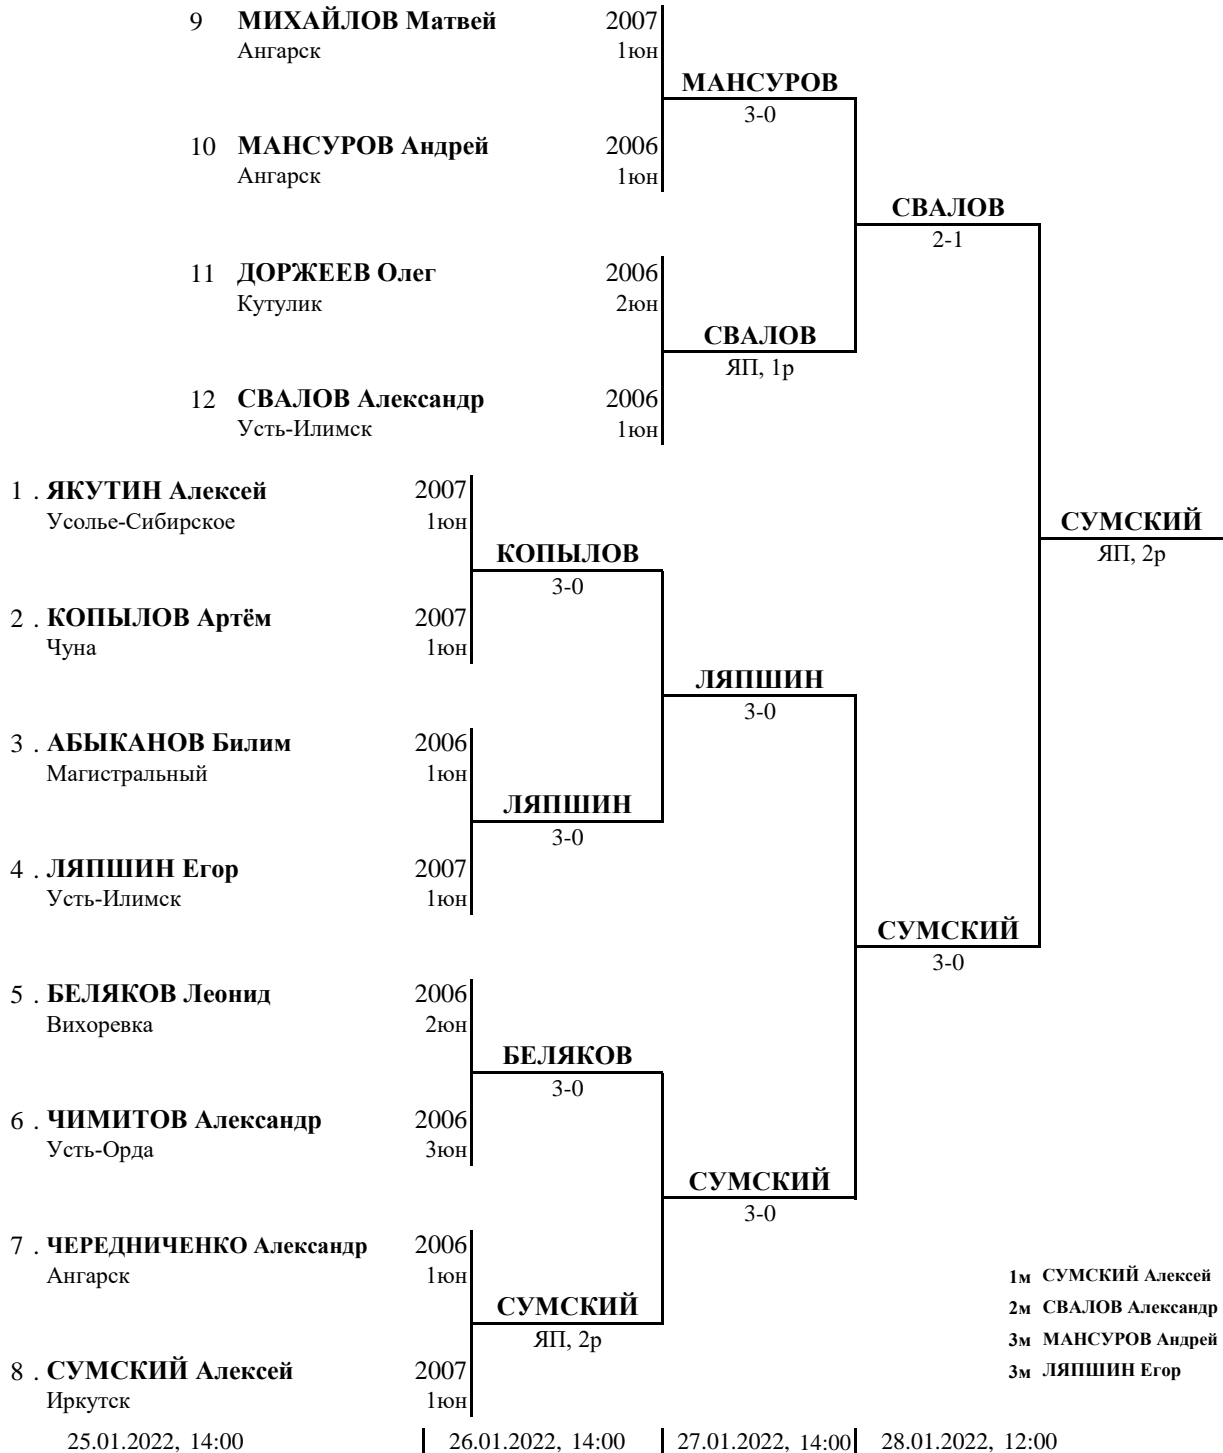 9 МИХАЙЛОВ Матвей 2007
Ангарск 1юн
МАНСУРОВ
3-0
10 МАНСУРОВ Андрей 2006
Ангарск 1юн
СВАЛОВ
2-1
11 ДОРЖЕЕВ Олег 2006
Кутулик 2юн
СВАЛОВ
ЯП, 1р
12 СВАЛОВ Александр 2006
Усть-Илимск 1юн
1 . ЯКУТИН Алексей 2007
Усолье-Сибирское 1юн
СУМСКИЙ
ЯП, 2р
КОПЫЛОВ
3-0
2 . КОПЫЛОВ Артём 2007
Чуна 1юн
ЛЯПШИН
3-0
3 . АБЫКАНОВ Билим 2006
Магистральный 1юн
ЛЯПШИН
3-0
4 . ЛЯПШИН Егор 2007
Усть-Илимск 1юн
СУМСКИЙ
3-0
5 . БЕЛЯКОВ Леонид 2006
Вихоревка 2юн
БЕЛЯКОВ
3-0
6 . ЧИМИТОВ Александр 2006
Усть-Орда 3юн
СУМСКИЙ
3-0
7 . ЧЕРЕДНИЧЕНКО Александр 2006
Ангарск 1юн
СУМСКИЙ
ЯП, 2р
8 . СУМСКИЙ Алексей 2007
Иркутск 1юн
1м СУМСКИЙ Алексей
2м СВАЛОВ Александр
3м МАНСУРОВ Андрей
3м ЛЯПШИН Егор
25.01.2022, 14:00 26.01.2022, 14:00 27.01.2022, 14:00 28.01.2022, 12:00